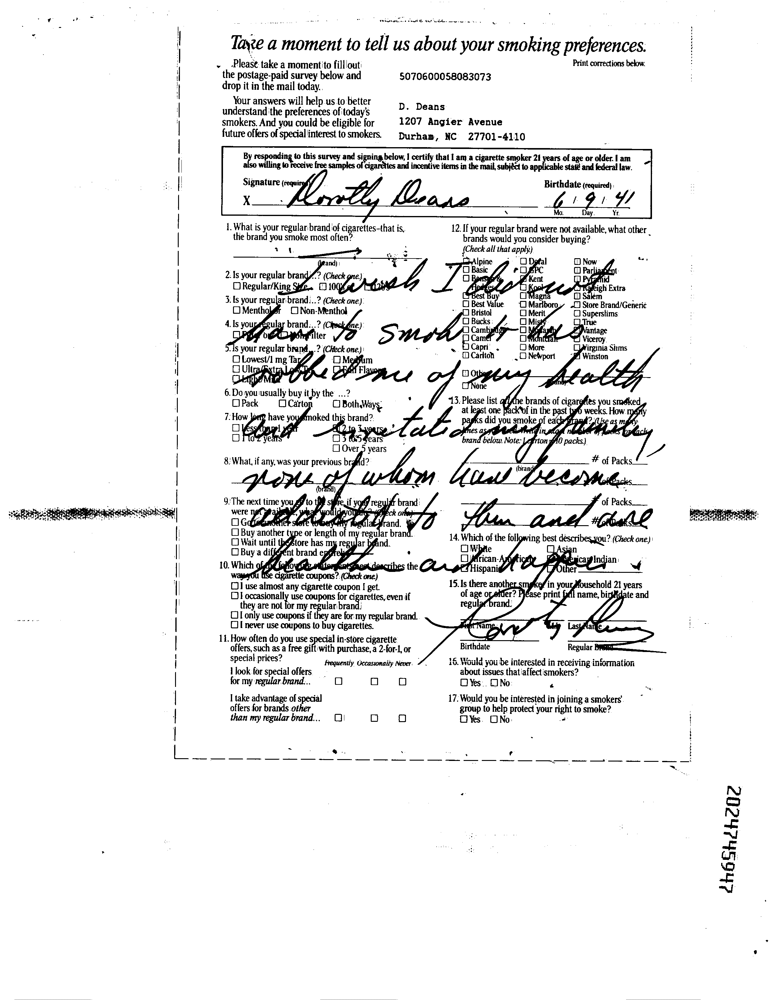 Take a moment to tell us about your smoking preferences.
Please take a moment to fill out
the postage-paid survey below and
drop it in the mail today.
Your answers will help us to better
understand the preferences of today's
smokers. And you could be eligible for
future offers of special interest to smokers.
Print corrections below.
5070600058083073
D. Deans
1207 Angier Avenue
Durham, NC 27701-4110
By responding to this survey and signing below, I certify that I am a cigarette smoker 21 years of age or older. I am
also willing to receive free samples of cigarettes and incentive items in the mail, subject to applicable state and federal law.
Signature (required)
X Dorothy Deans
Birthdate (required)
6 / 9 / 41
Mo. Day Yr.
1. What is your regular brand of cigarettes–that is,
the brand you smoke most often?
(brand)
2. Is your regular brand...? (Check one.)
Regular/King Size 100's
3. Is your regular brand...? (Check one.)
Menthol or Non-Menthol
4. Is your regular brand...? (Check one.)
5. Is your regular brand...? (Check one.)
Lowest/1 mg Tar Medium
Ultra/Extra Low Tar Full Flavor
Light/Mild
6. Do you usually buy it by the ...?
Pack Carton Both Ways
7. How long have you smoked this brand?
Less than 1 year 2 to 3 years
1 to 2 years 3 to 5 years
Over 5 years
8. What, if any, was your previous brand?
(brand)
9. The next time you go to the store, if your regular brand
were not available, what would you do? (Check one)
Go to another store to buy my regular brand.
Buy another type or length of my regular brand.
Wait until the store has my regular brand.
Buy a different brand entirely.
10. Which of the following statements describes the
way you use cigarette coupons? (Check one)
I use almost any cigarette coupon I get.
I occasionally use coupons for cigarettes, even if
they are not for my regular brand.
I only use coupons if they are for my regular brand.
I never use coupons to buy cigarettes.
11. How often do you use special in-store cigarette
offers, such as a free gift with purchase, a 2-for-1, or
special prices?
Frequently Occasionally Never
I look for special offers
for my regular brand...
I take advantage of special
offers for brands other
than my regular brand...
12. If your regular brand were not available, what other
brands would you consider buying?
(Check all that apply)
Alpine Doral Now
Basic GPC Parliament
Kent Pyramid
Kool Raleigh Extra
Best Buy Magna Salem
Best Value Marlboro Store Brand/Generic
Bristol Merit Superslims
Bucks Misty True
Cambridge Monarch Vantage
Camel Montclair Viceroy
Capri More Virginia Slims
Carlton Newport Winston
Other
None
13. Please list all the brands of cigarettes you smoked
at least one pack of in the past two weeks. How many
packs did you smoke of each brand? (Use as many
lines as
brand below. Note: 1 carton = 10 packs.)
# of Packs
(brand)
# of Packs
# of Packs
14. Which of the following best describes you? (Check one)
White Asian
African-American American Indian
Hispanic Other
15. Is there another smoker in your household 21 years
of age or older? Please print full name, birthdate and
regular brand.
First Name Last Name
Birthdate Regular Brand
16. Would you be interested in receiving information
about issues that affect smokers?
Yes No
17. Would you be interested in joining a smokers'
group to help protect your right to smoke?
Yes No
I wish I did not
have to smoke it has
robbed me of my health
and irritated my family,
none of whom have become
addicted to them and are
healthy and happy
Dorothy Deans
2024745947